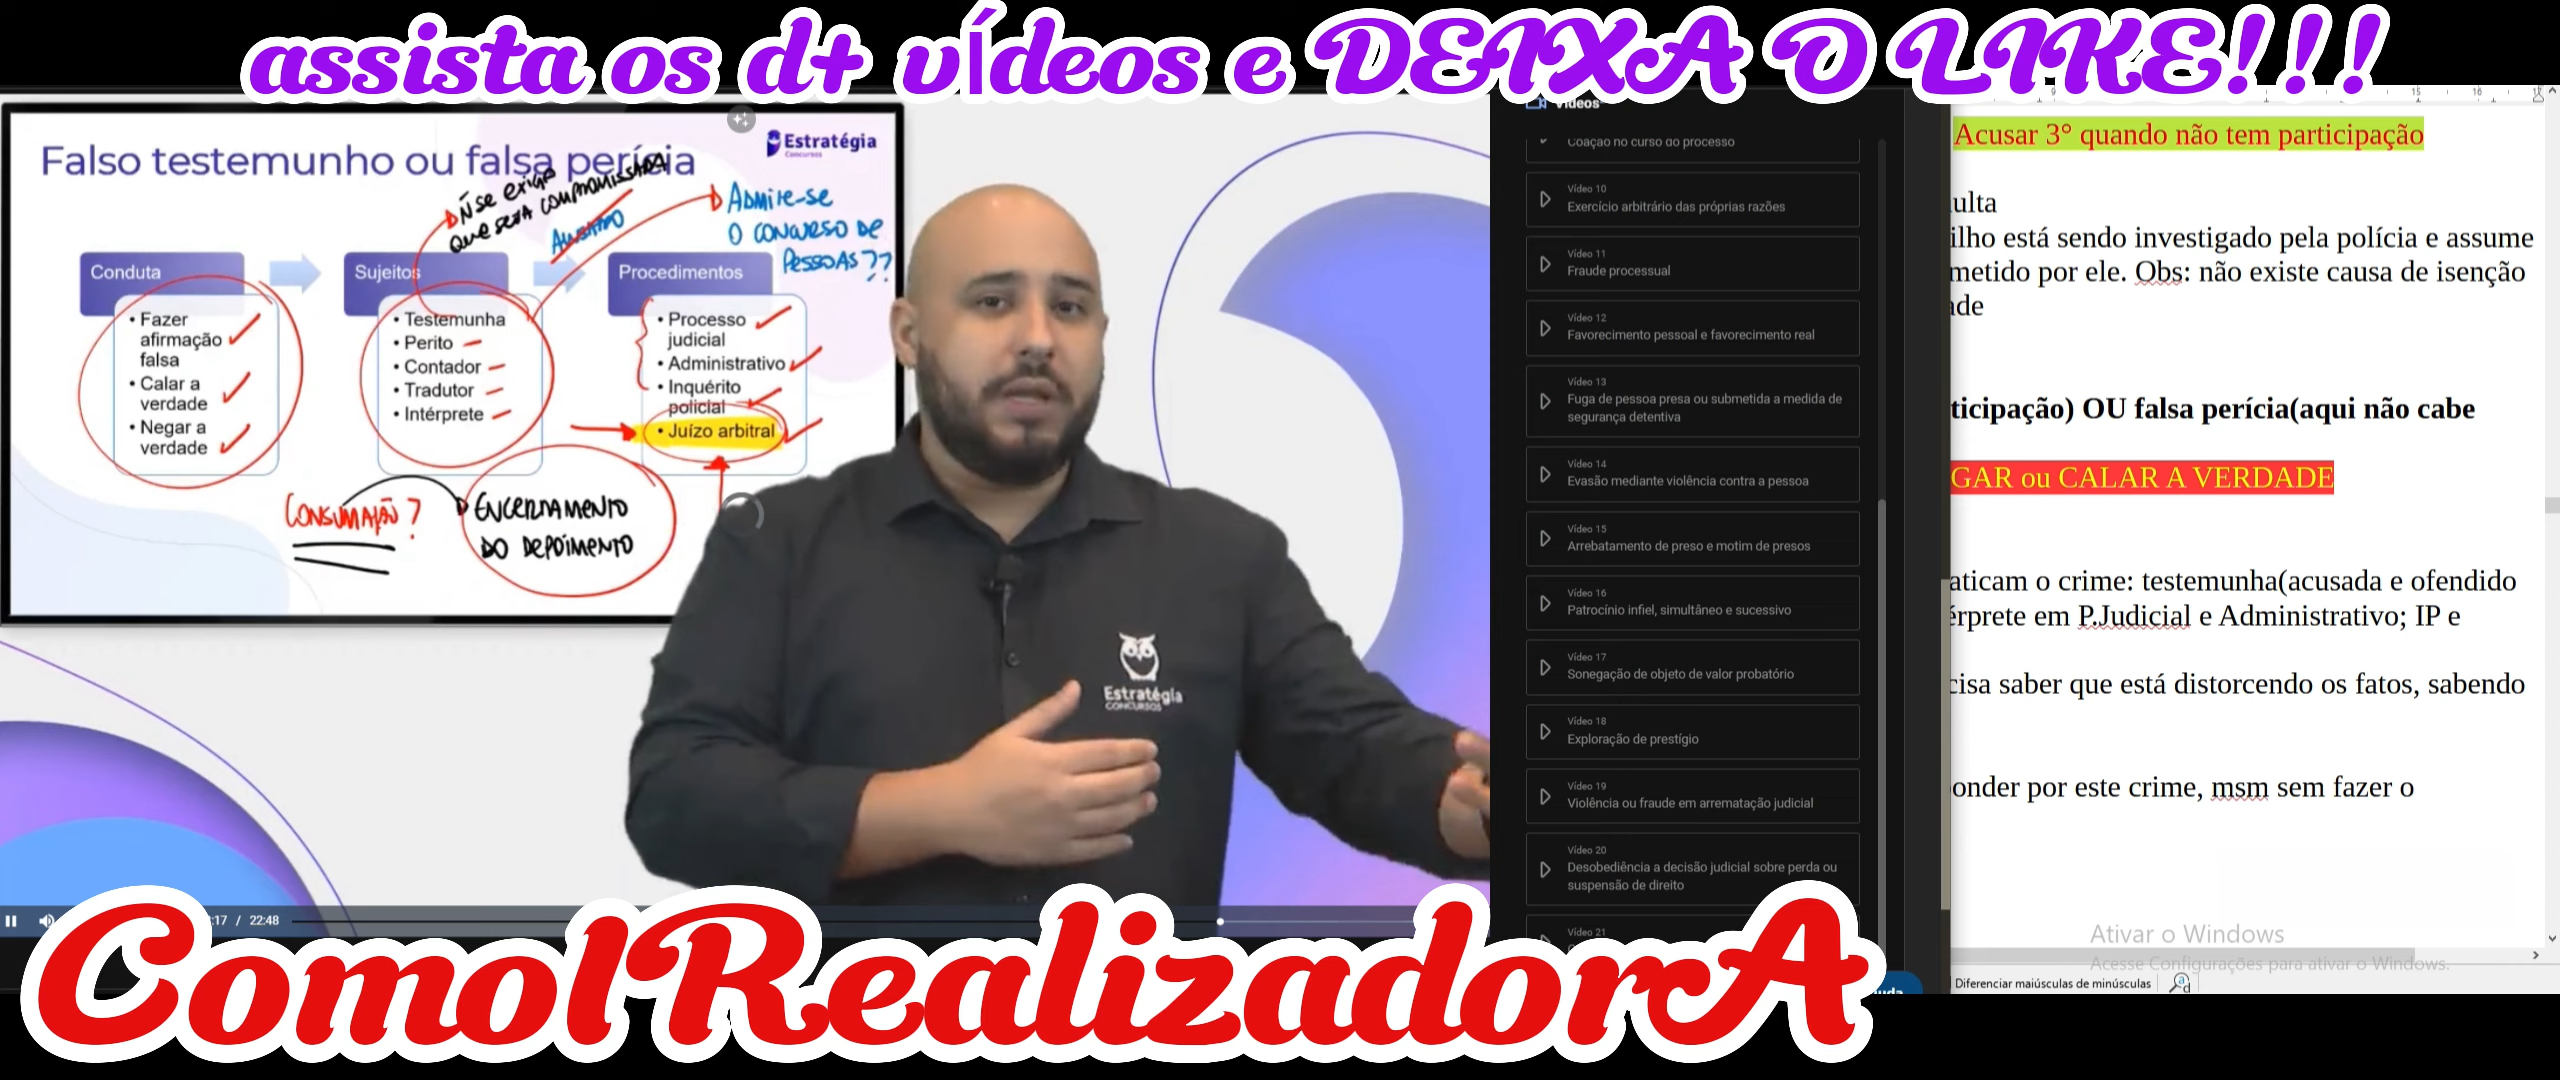 assista os d+ vídeos e DEIXA O LIKE!!!
Estratégia
Concursos
Falso testemunho ou falsa perícia
Ñ se exige
que seja compromissada
Admite-se
o concurso de
pessoas??
Conduta
Sujeitos
Procedimentos
• Fazer
afirmação
falsa
• Calar a
verdade
• Negar a
verdade
• Testemunha
• Perito
• Contador
• Tradutor
• Intérprete
• Processo
judicial
• Administrativo
• Inquérito
policial
• Juízo arbitral
Consumação?
Encerramento
do depoimento
Estratégia
CONCURSOS
:17 / 22:48
Vídeos
Coação no curso do processo
Vídeo 10
Exercício arbitrário das próprias razões
Vídeo 11
Fraude processual
Vídeo 12
Favorecimento pessoal e favorecimento real
Vídeo 13
Fuga de pessoa presa ou submetida a medida de
segurança detentiva
Vídeo 14
Evasão mediante violência contra a pessoa
Vídeo 15
Arrebatamento de preso e motim de presos
Vídeo 16
Patrocínio infiel, simultâneo e sucessivo
Vídeo 17
Sonegação de objeto de valor probatório
Vídeo 18
Exploração de prestígio
Vídeo 19
Violência ou fraude em arrematação judicial
Vídeo 20
Desobediência a decisão judicial sobre perda ou
suspensão de direito
Vídeo 21
15 16 17
Acusar 3° quando não tem participação
ulta
ilho está sendo investigado pela polícia e assume
metido por ele. Obs: não existe causa de isenção
ade
ticipação) OU falsa perícia(aqui não cabe
GAR ou CALAR A VERDADE
aticam o crime: testemunha(acusada e ofendido
érprete em P.Judicial e Administrativo; IP e
cisa saber que está distorcendo os fatos, sabendo
onder por este crime, msm sem fazer o
Ativar o Windows
Acesse Configurações para ativar o Windows.
Diferenciar maiúsculas de minúsculas
uda
ComoIRealizadorA